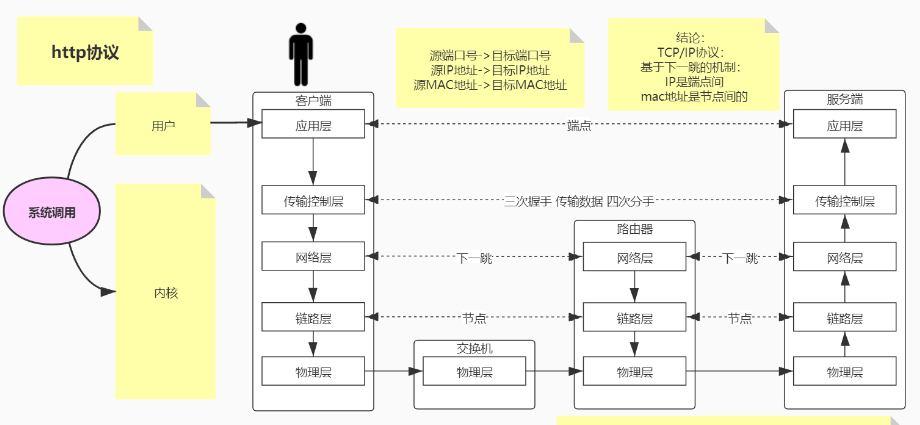 http协议
源端口号->目标端口号
源IP地址->目标IP地址
源MAC地址->目标MAC地址
结论：
TCP/IP协议：
基于下一跳的机制：
IP是端点间
mac地址是节点间的
用户
系统调用
内核
客户端
应用层
传输控制层
网络层
链路层
物理层
端点
三次握手 传输数据 四次分手
下一跳
节点
交换机
物理层
路由器
网络层
链路层
物理层
下一跳
节点
服务端
应用层
传输控制层
网络层
链路层
物理层